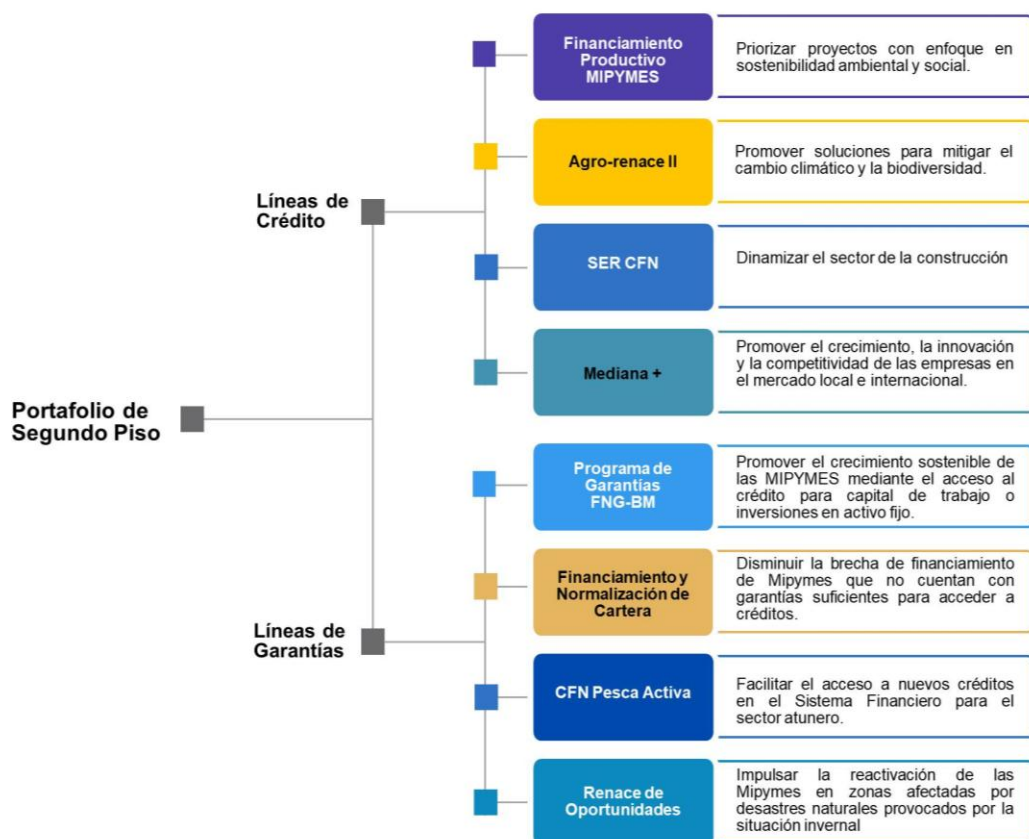 Portafolio de
Segundo Piso
Líneas de
Crédito
Financiamiento
Productivo
MIPYMES
Priorizar proyectos con enfoque en
sostenibilidad ambiental y social.
Agro-renace II
Promover soluciones para mitigar el
cambio climático y la biodiversidad.
SER CFN
Dinamizar el sector de la construcción
Mediana +
Promover el crecimiento, la innovación
y la competitividad de las empresas en
el mercado local e internacional.
Líneas de
Garantías
Programa de
Garantías
FNG-BM
Promover el crecimiento sostenible de
las MIPYMES mediante el acceso al
crédito para capital de trabajo o
inversiones en activo fijo.
Financiamiento y
Normalización de
Cartera
Disminuir la brecha de financiamiento
de Mipymes que no cuentan con
garantías suficientes para acceder a
créditos.
CFN Pesca Activa
Facilitar el acceso a nuevos créditos
en el Sistema Financiero para el
sector atunero.
Renace de
Oportunidades
Impulsar la reactivación de las
Mipymes en zonas afectadas por
desastres naturales provocados por la
situación invernal